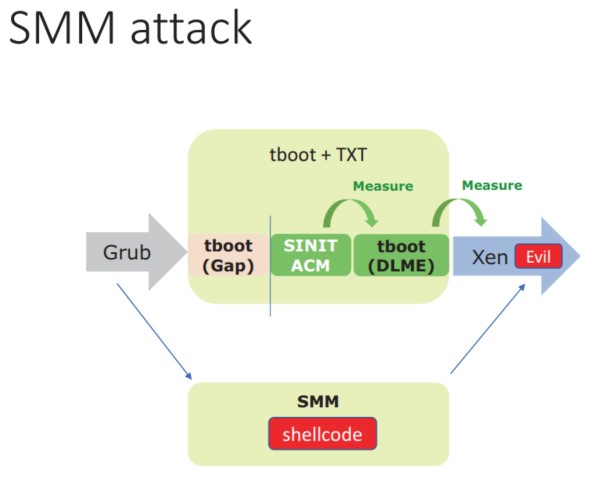 SMM attack
tboot + TXT
Measure
Measure
Grub
tboot
(Gap)
SINIT
ACM
tboot
(DLME)
Xen
Evil
SMM
shellcode